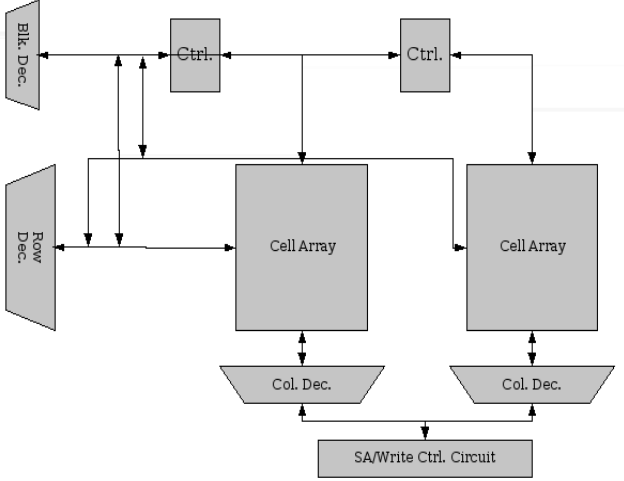 Blk. Dec.
Ctrl.
Ctrl.
Row
Dec.
Cell Array
Cell Array
Col. Dec.
Col. Dec.
SA/Write Ctrl. Circuit